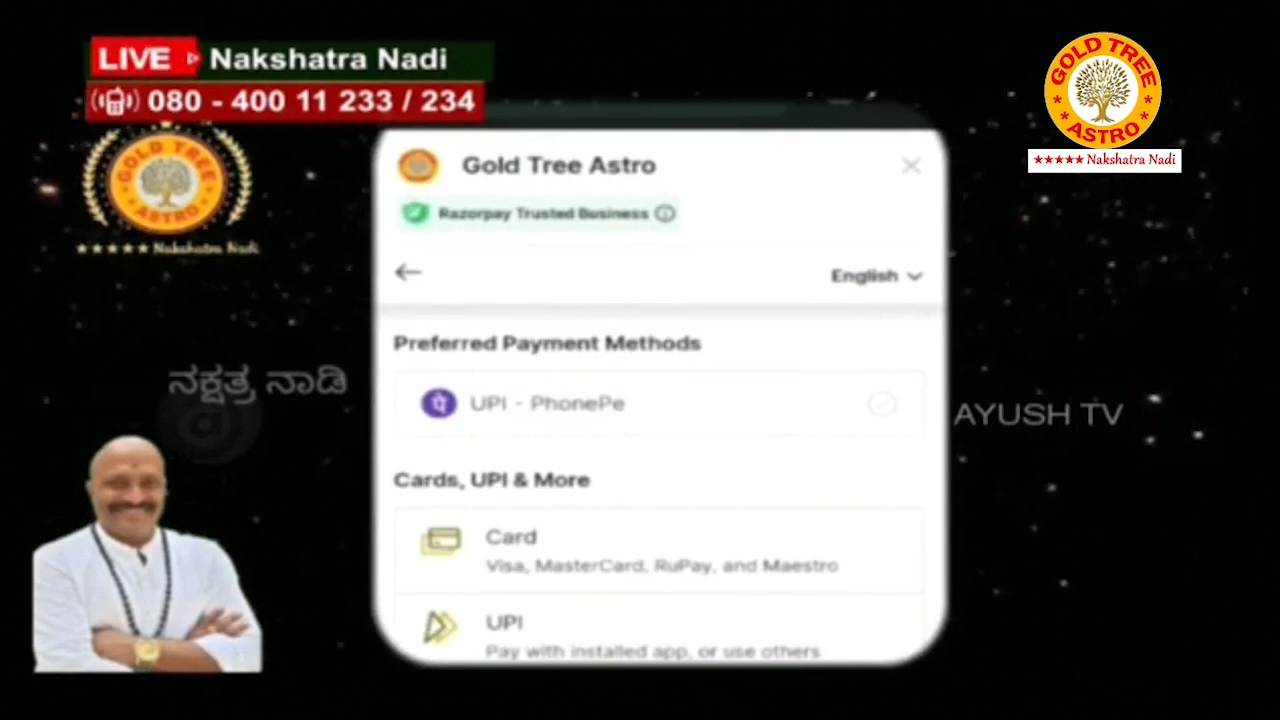 LIVE Nakshatra Nadi
080 - 400 11 233 / 234
GOLD TREE
ASTRO
★★★★★ Nakshatra Nadi
GOLD TREE
ASTRO
★★★★★ Nakshatra Nadi
Gold Tree Astro
Razorpay Trusted Business
English
Preferred Payment Methods
ನಕ್ಷತ್ರ ನಾಡಿ
पे UPI - PhonePe
AYUSH TV
Cards, UPI & More
Card
Visa, MasterCard, RuPay, and Maestro
UPI
Pay with installed app, or use others